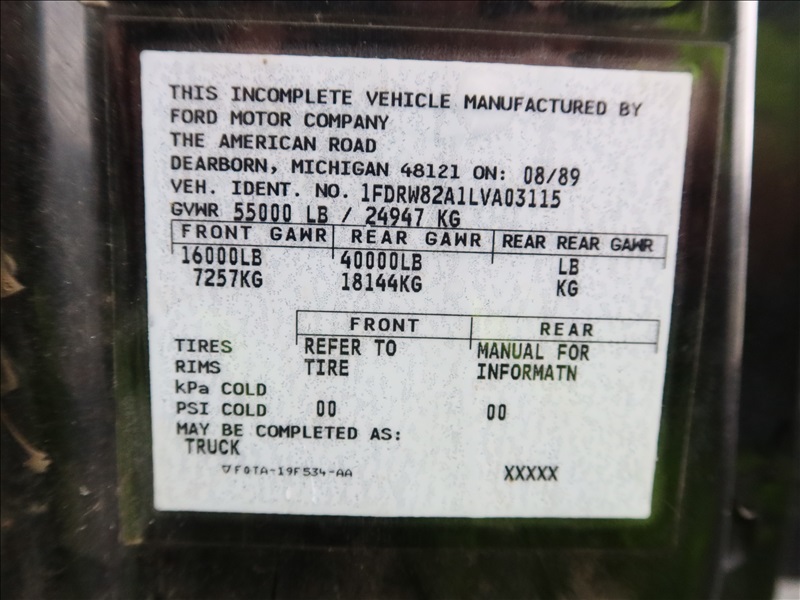 THIS INCOMPLETE VEHICLE MANUFACTURED BY
FORD MOTOR COMPANY
THE AMERICAN ROAD
DEARBORN, MICHIGAN 48121 ON: 08/89
VEH. IDENT. NO. 1FDRW82A1LVA03115
GVWR 55000 LB / 24947 KG
FRONT GAWR REAR GAWR REAR REAR GAWR
16000LB 40000LB LB
7257KG 18144KG KG
FRONT REAR
TIRES REFER TO MANUAL FOR
RIMS TIRE INFORMATN
kPa COLD
PSI COLD 00 00
MAY BE COMPLETED AS:
TRUCK
VFOTA-19F534-AA XXXXX